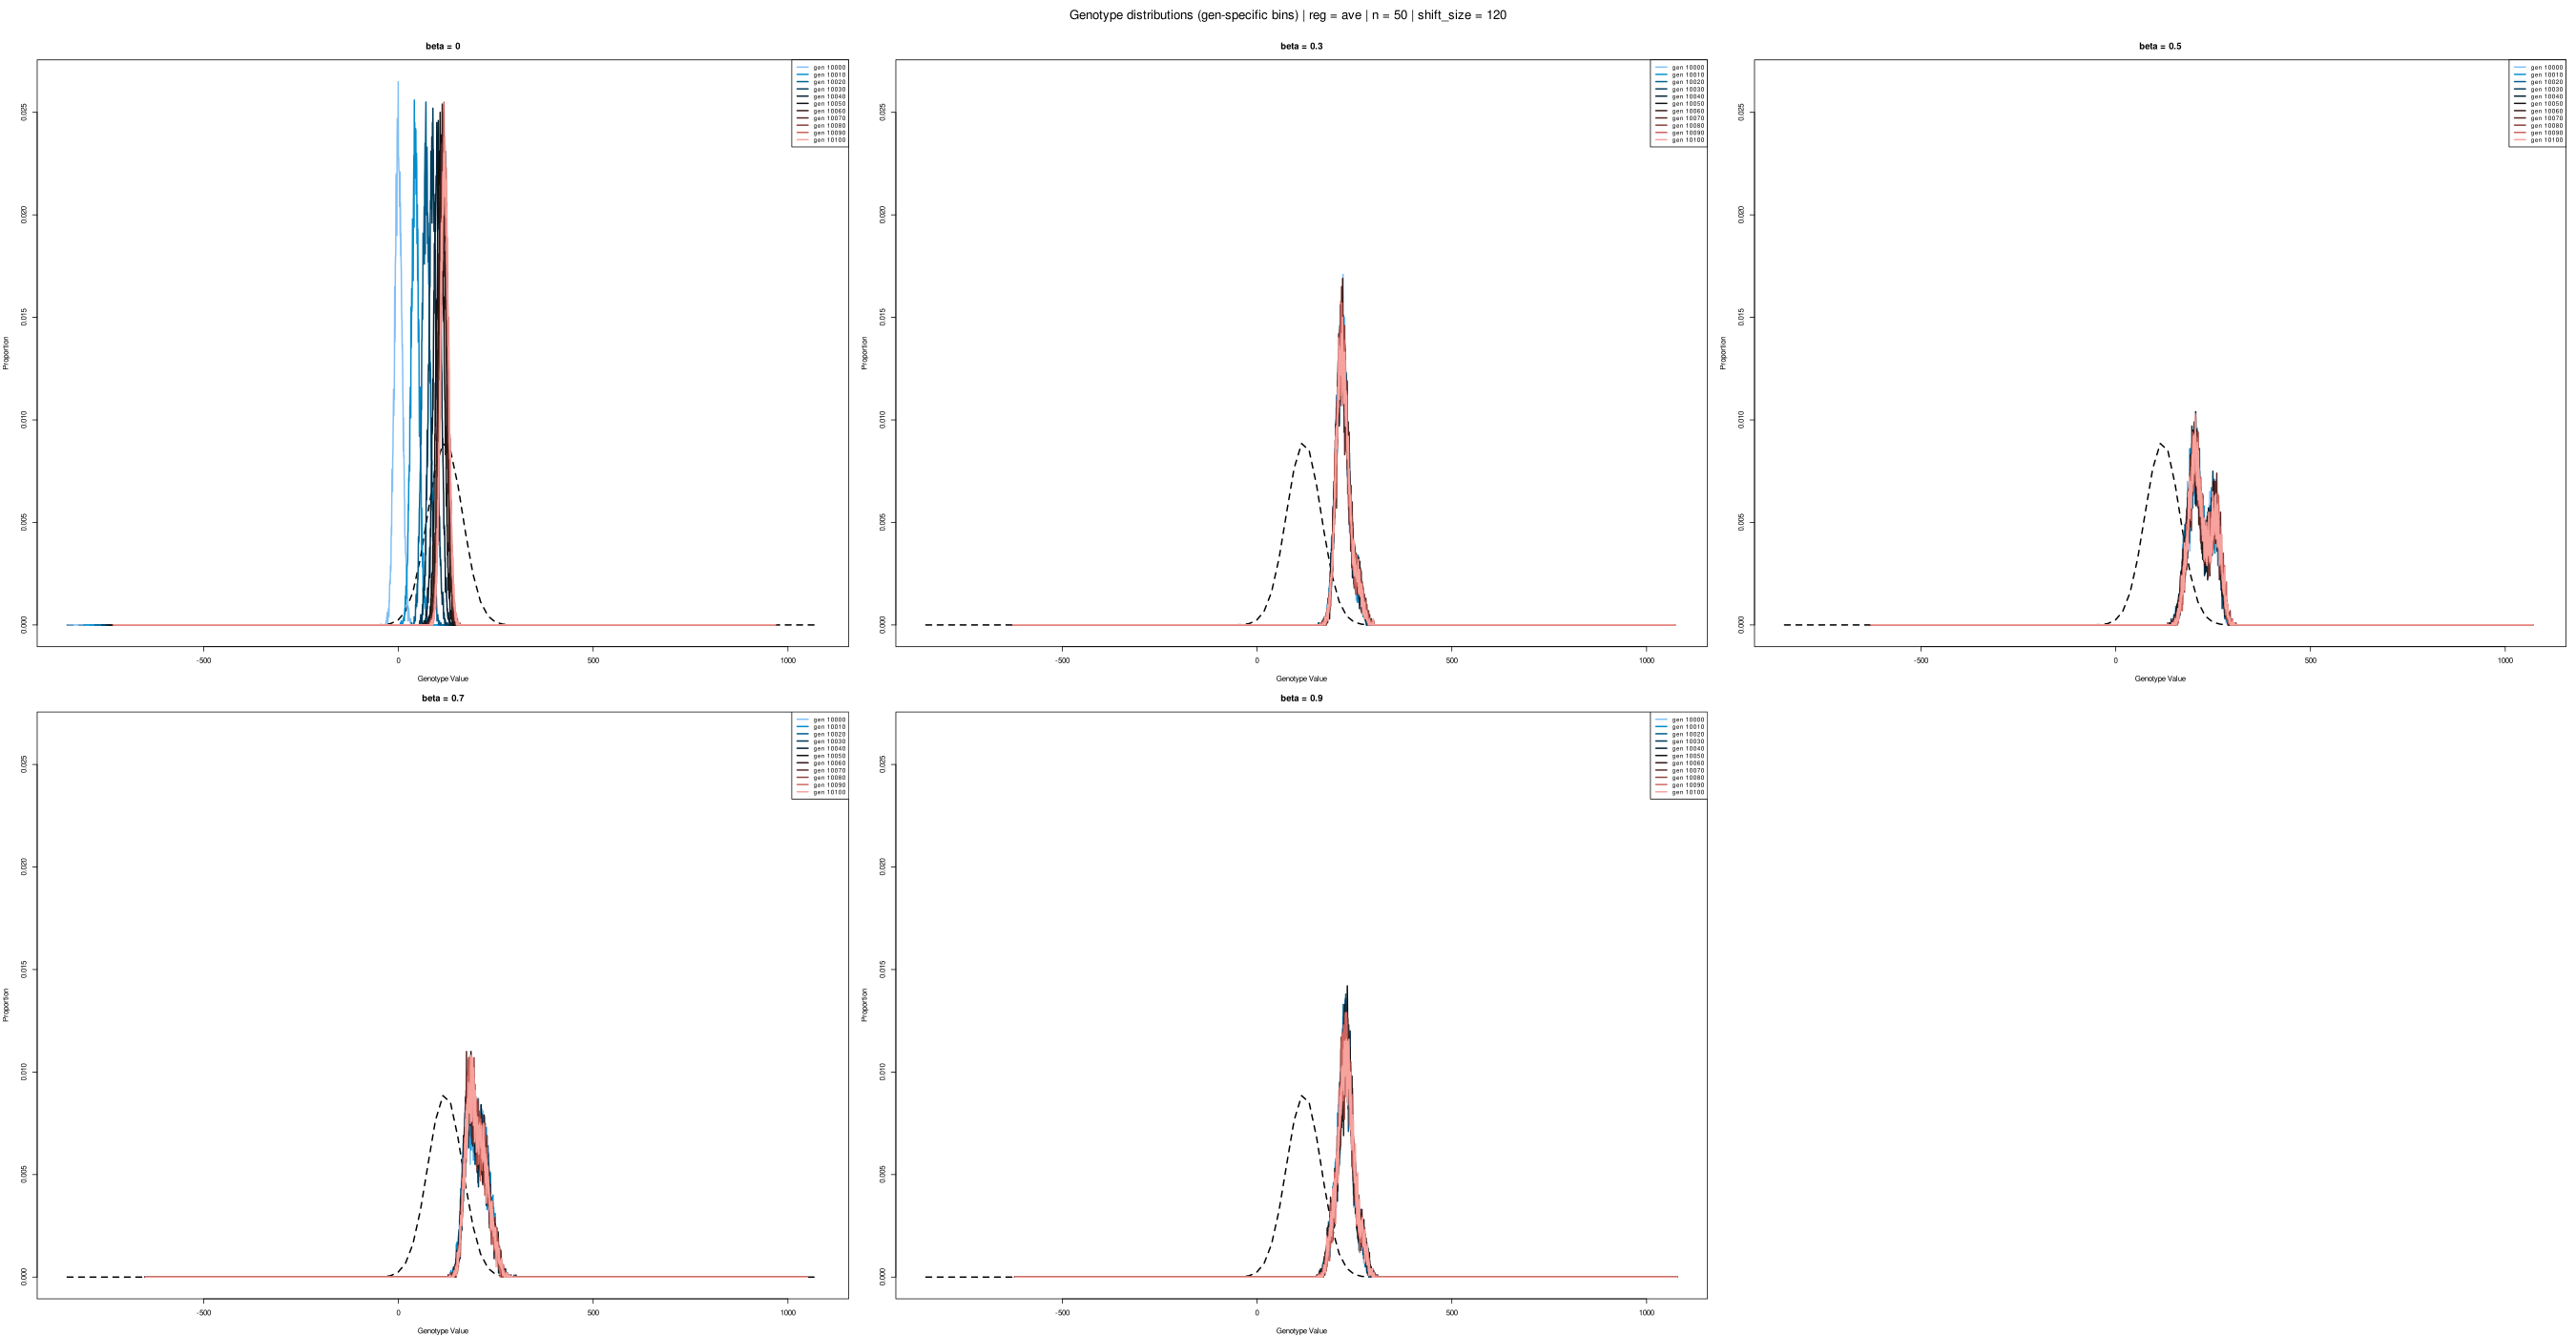 Genotype distributions (gen-specific bins) | reg = ave | n = 50 | shift_size = 120
beta = 0
gen 10000
gen 10010
gen 10020
gen 10030
gen 10040
gen 10050
gen 10060
gen 10070
gen 10080
gen 10090
gen 10100
Proportion
0.025
0.020
0.015
0.010
0.005
0.000
-500
0
500
1000
Genotype Value
beta = 0.3
gen 10000
gen 10010
gen 10020
gen 10030
gen 10040
gen 10050
gen 10060
gen 10070
gen 10080
gen 10090
gen 10100
Proportion
0.025
0.020
0.015
0.010
0.005
0.000
-500
0
500
1000
Genotype Value
beta = 0.5
gen 10000
gen 10010
gen 10020
gen 10030
gen 10040
gen 10050
gen 10060
gen 10070
gen 10080
gen 10090
gen 10100
Proportion
0.025
0.020
0.015
0.010
0.005
0.000
-500
0
500
1000
Genotype Value
beta = 0.7
gen 10000
gen 10010
gen 10020
gen 10030
gen 10040
gen 10050
gen 10060
gen 10070
gen 10080
gen 10090
gen 10100
Proportion
0.025
0.020
0.015
0.010
0.005
0.000
-500
0
500
1000
Genotype Value
beta = 0.9
gen 10000
gen 10010
gen 10020
gen 10030
gen 10040
gen 10050
gen 10060
gen 10070
gen 10080
gen 10090
gen 10100
Proportion
0.025
0.020
0.015
0.010
0.005
0.000
-500
0
500
1000
Genotype Value